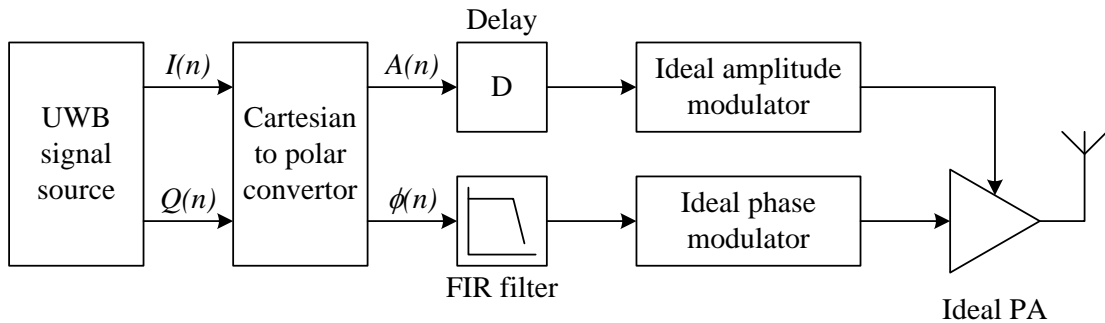 Delay
UWB
signal
source
I(n)
Q(n)
Cartesian
to polar
convertor
A(n)
ϕ(n)
D
FIR filter
Ideal amplitude
modulator
Ideal phase
modulator
Ideal PA